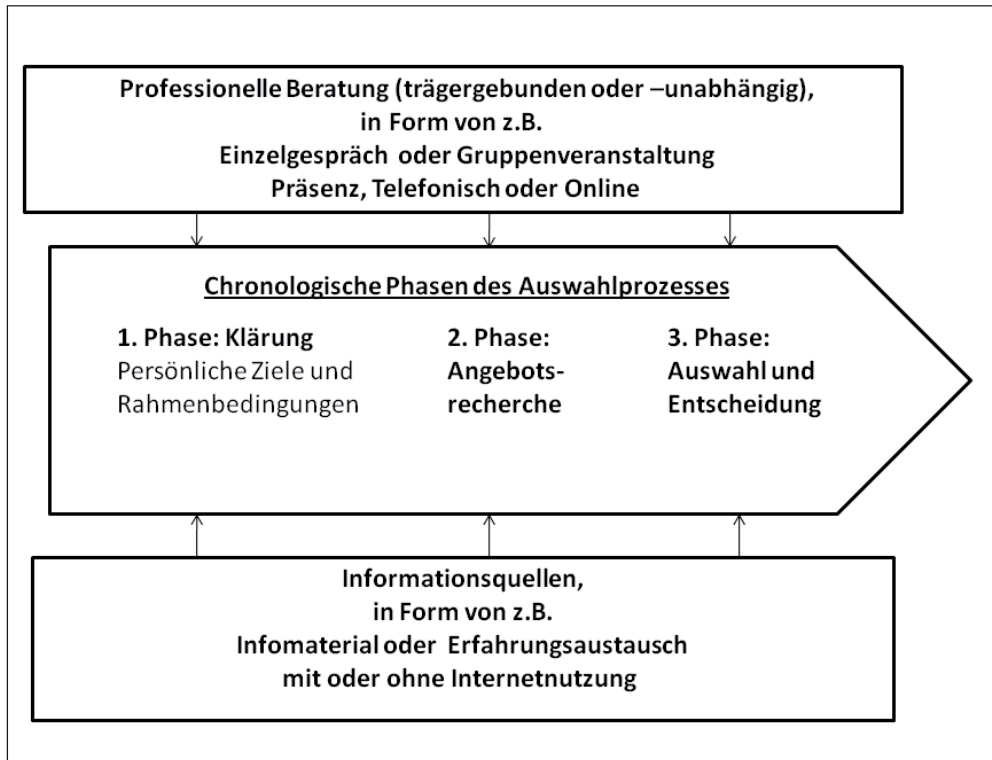 Professionelle Beratung (trägergebunden oder –unabhängig),
in Form von z.B.
Einzelgespräch oder Gruppenveranstaltung
Präsenz, Telefonisch oder Online
Chronologische Phasen des Auswahlprozesses
1. Phase: Klärung
Persönliche Ziele und
Rahmenbedingungen
2. Phase:
Angebots-
recherche
3. Phase:
Auswahl und
Entscheidung
Informationsquellen,
in Form von z.B.
Infomaterial oder Erfahrungsaustausch
mit oder ohne Internetnutzung